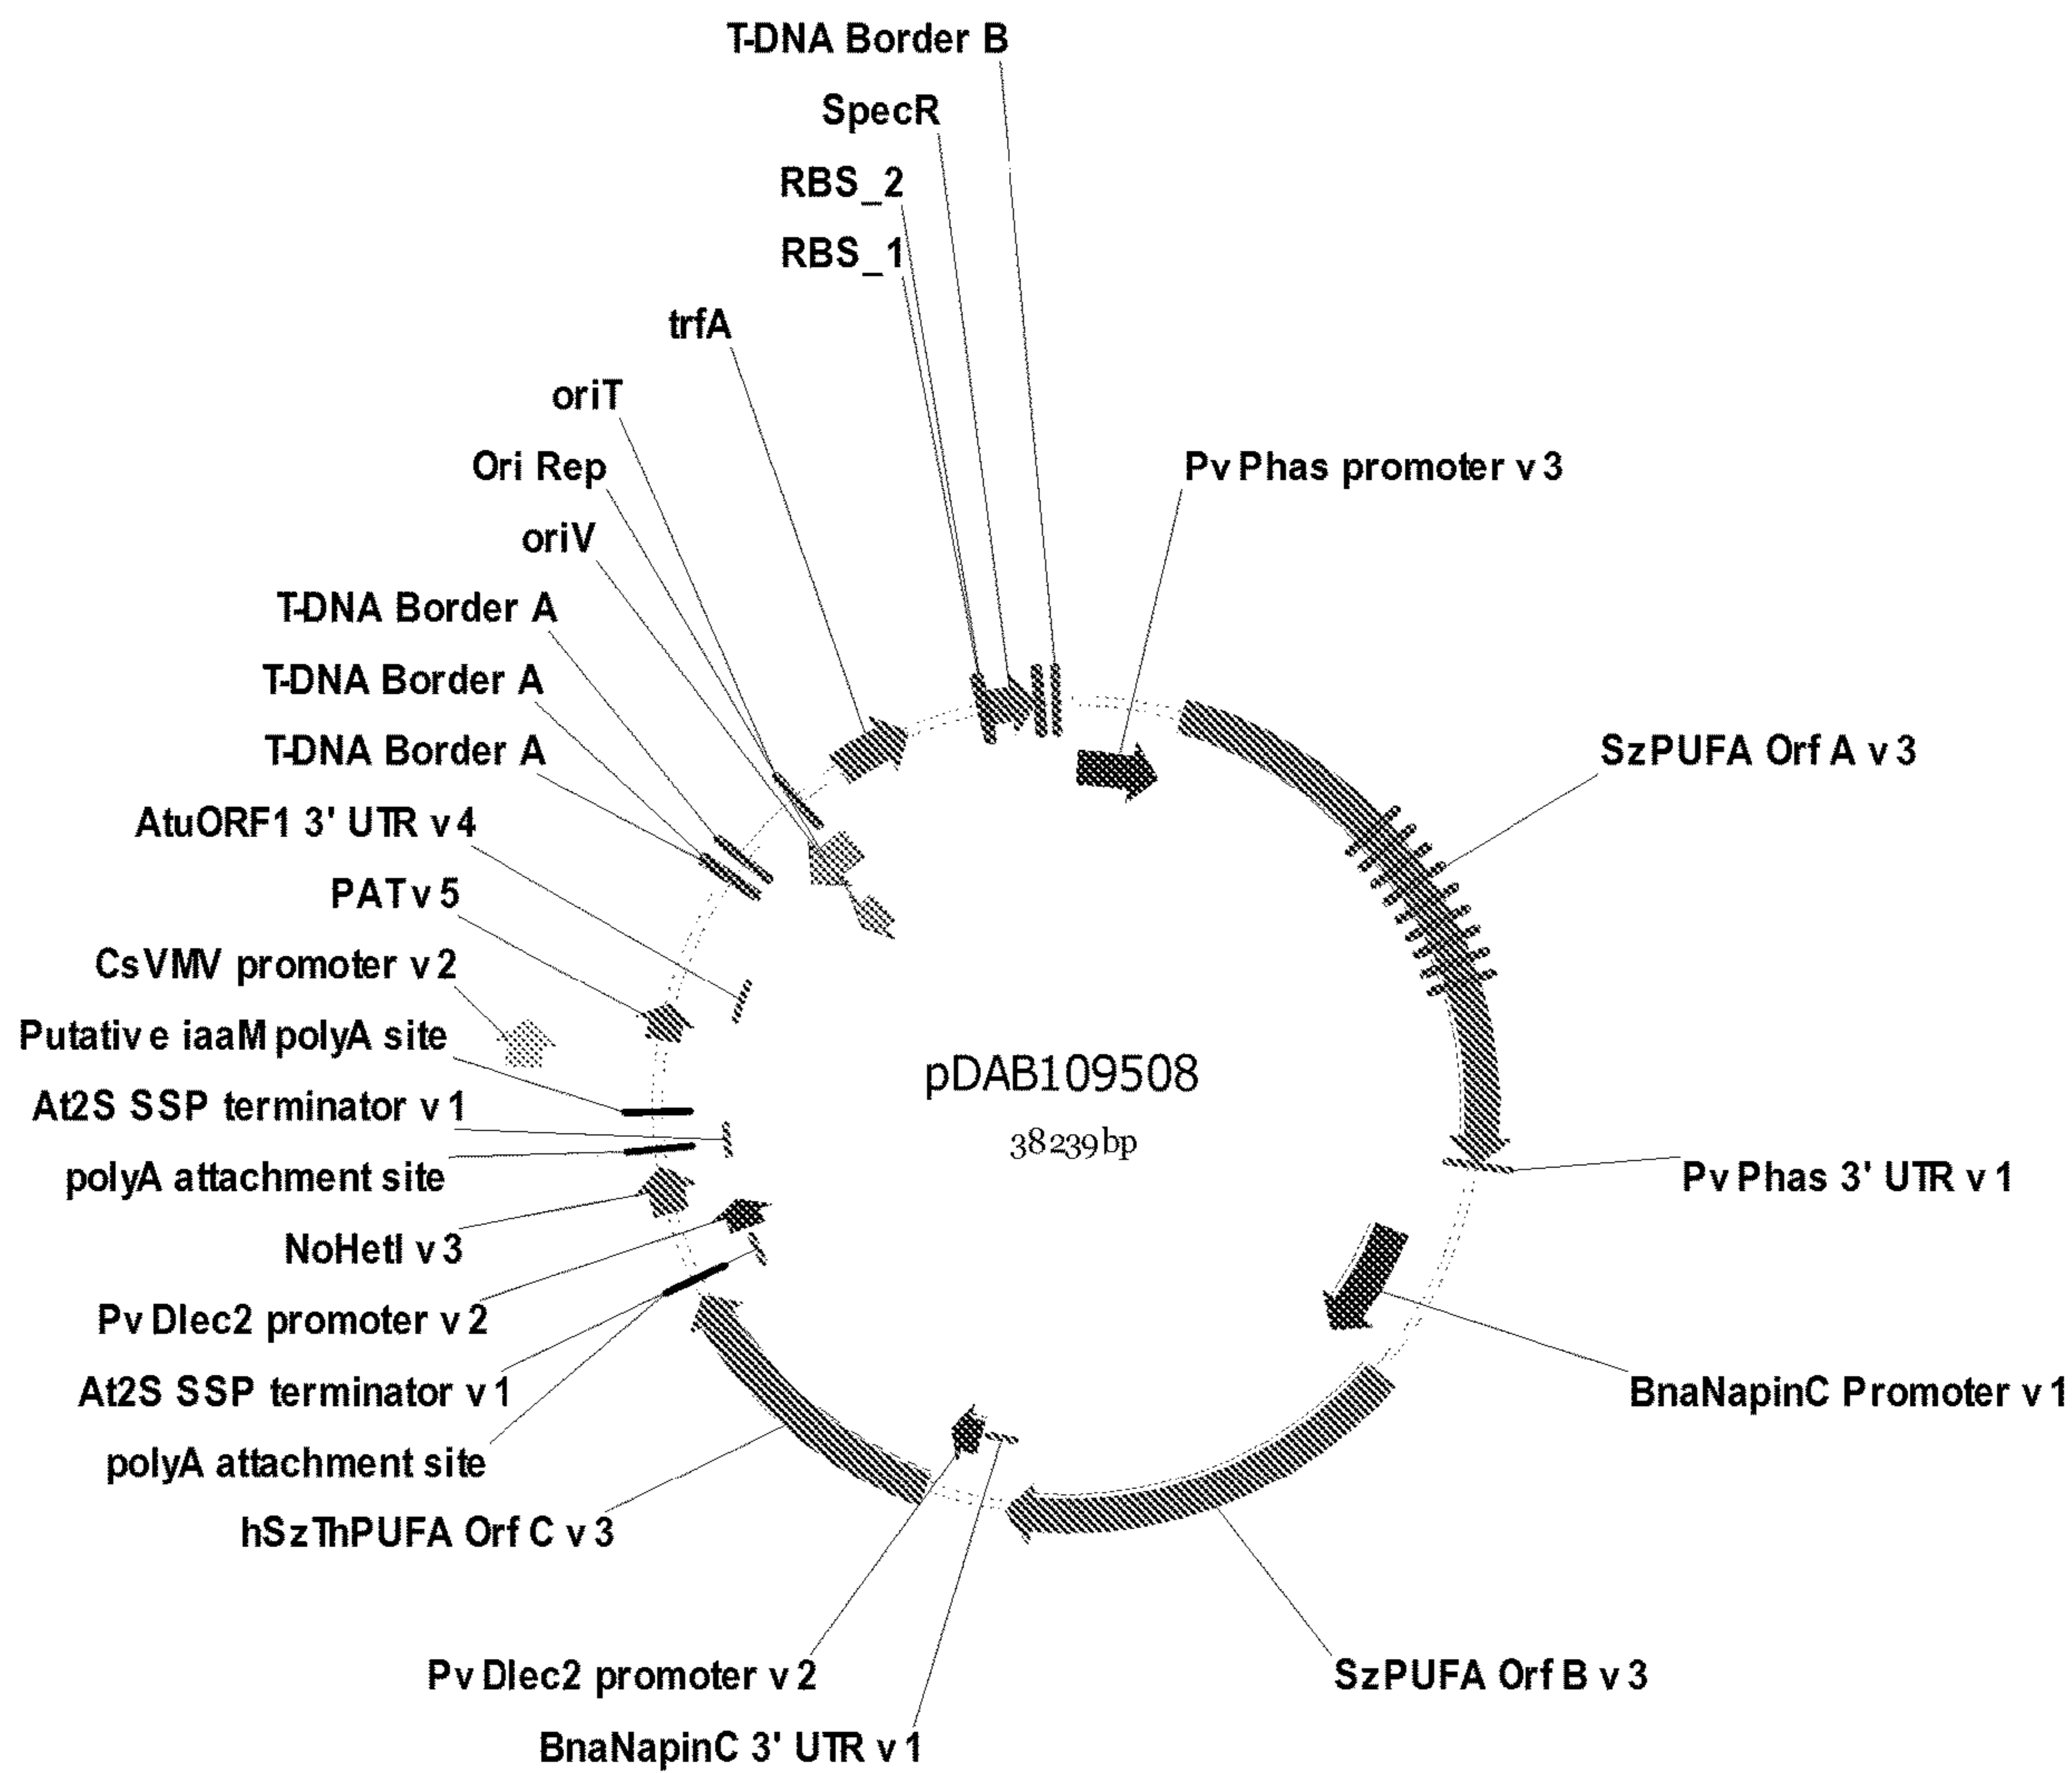 T-DNA Border B
SpecR
RBS_2
RBS_1
trfA
oriT
Ori Rep
oriV
T-DNA Border A
T-DNA Border A
T-DNA Border A
AtuORF1 3' UTR v4
PAT v5
CsVMV promoter v2
Putative iaaM polyA site
At2S SSP terminator v1
polyA attachment site
NoHetI v3
PvDlec2 promoter v2
At2S SSP terminator v1
polyA attachment site
hSzThPUFA Orf C v3
PvDlec2 promoter v2
BnaNapinC 3' UTR v1
PvPhas promoter v3
SzPUFA Orf A v3
PvPhas 3' UTR v1
BnaNapinC Promoter v1
SzPUFA Orf B v3
pDAB109508
38239bp